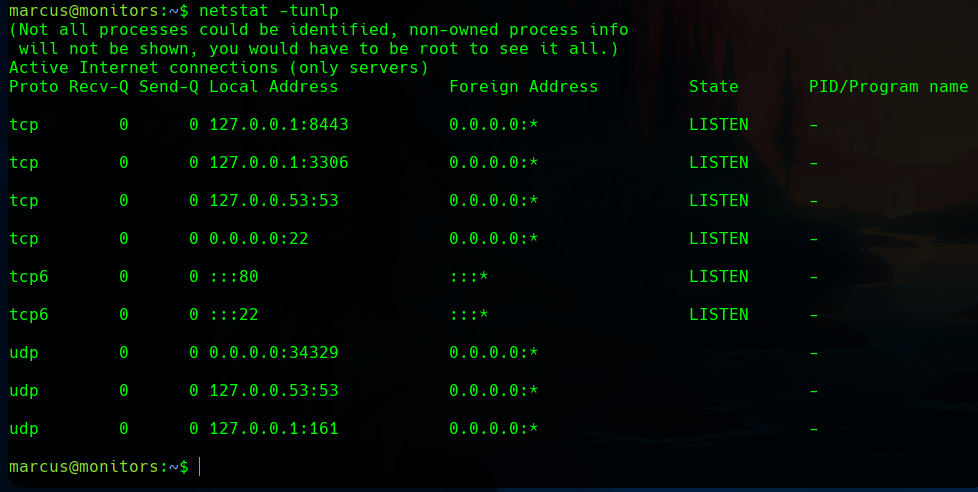 marcus@monitors:~$ netstat -tunlp
(Not all processes could be identified, non-owned process info
 will not be shown, you would have to be root to see it all.)
Active Internet connections (only servers)
Proto Recv-Q Send-Q Local Address           Foreign Address         State       PID/Program name
tcp        0      0 127.0.0.1:8443          0.0.0.0:*               LISTEN      -
tcp        0      0 127.0.0.1:3306          0.0.0.0:*               LISTEN      -
tcp        0      0 127.0.0.53:53           0.0.0.0:*               LISTEN      -
tcp        0      0 0.0.0.0:22              0.0.0.0:*               LISTEN      -
tcp6       0      0 :::80                   :::*                    LISTEN      -
tcp6       0      0 :::22                   :::*                    LISTEN      -
udp        0      0 0.0.0.0:34329           0.0.0.0:*                           -
udp        0      0 127.0.0.53:53           0.0.0.0:*                           -
udp        0      0 127.0.0.1:161           0.0.0.0:*                           -
marcus@monitors:~$